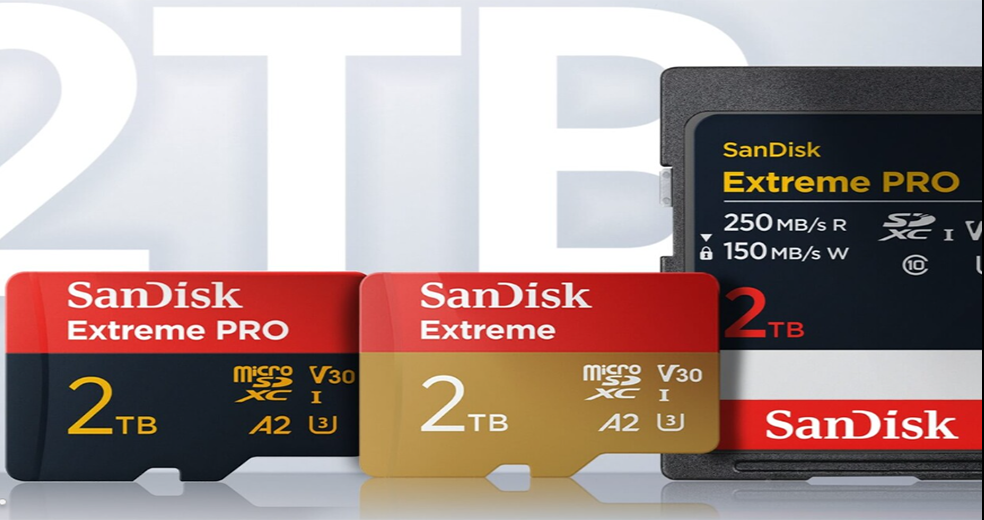 2TB
SanDisk
Extreme PRO
2TB
micro SD XC
V30
I
A2
3
SanDisk
Extreme
2TB
micro SD XC
V30
I
A2
3
SanDisk
Extreme PRO
250 MB/s R
150 MB/s W
SD XC I V
10
2TB
SanDisk